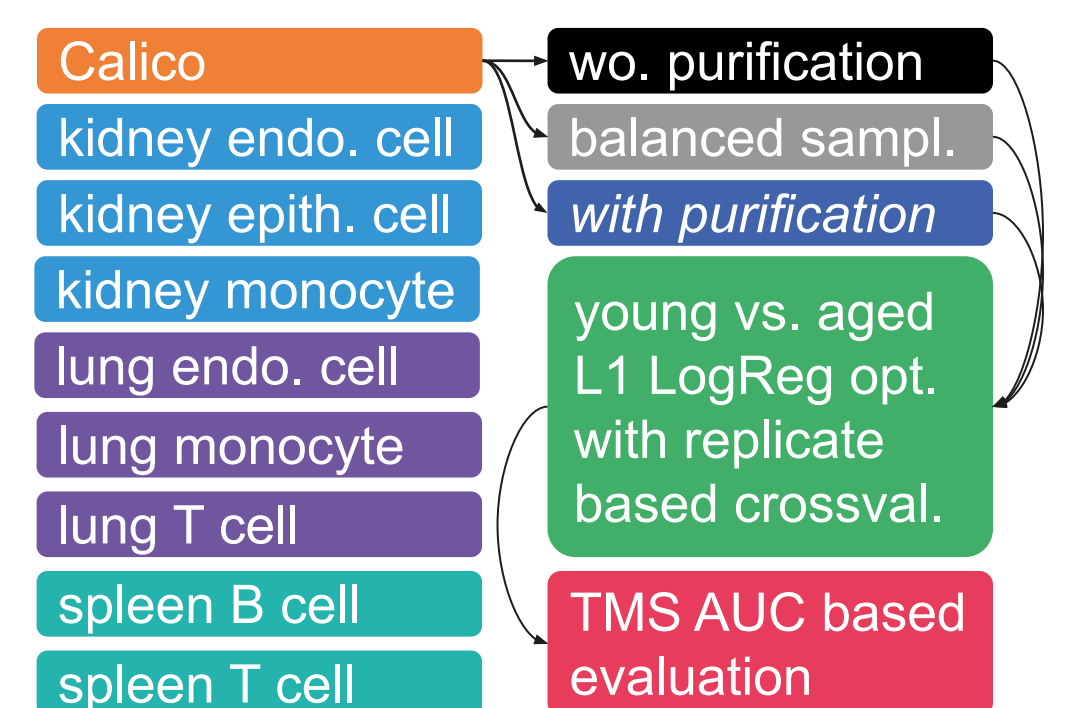 Calico
kidney endo. cell
kidney epith. cell
kidney monocyte
lung endo. cell
lung monocyte
lung T cell
spleen B cell
spleen T cell
wo. purification
balanced sampl.
with purification
young vs. aged
L1 LogReg opt.
with replicate
based crossval.
TMS AUC based
evaluation